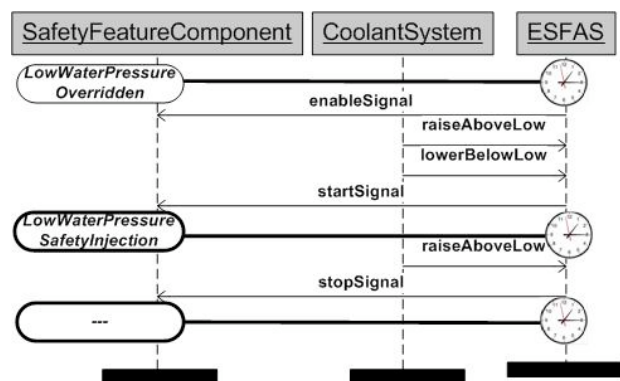 SafetyFeatureComponent CoolantSystem ESFAS
LowWaterPressure
Overridden
enableSignal
raiseAboveLow
lowerBelowLow
startSignal
LowWaterPressure
SafetyInjection
raiseAboveLow
stopSignal
---